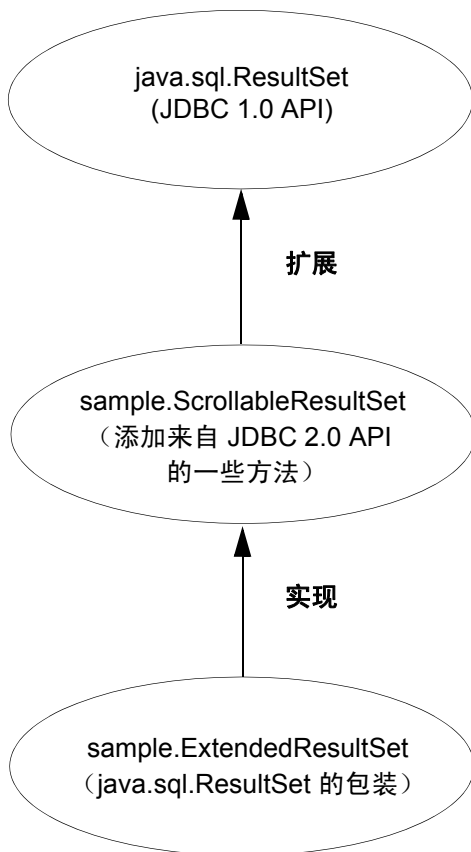 java.sql.ResultSet
(JDBC 1.0 API)
扩展
sample.ScrollableResultSet
（添加来自 JDBC 2.0 API
的一些方法）
实现
sample.ExtendedResultSet
（java.sql.ResultSet 的包装）